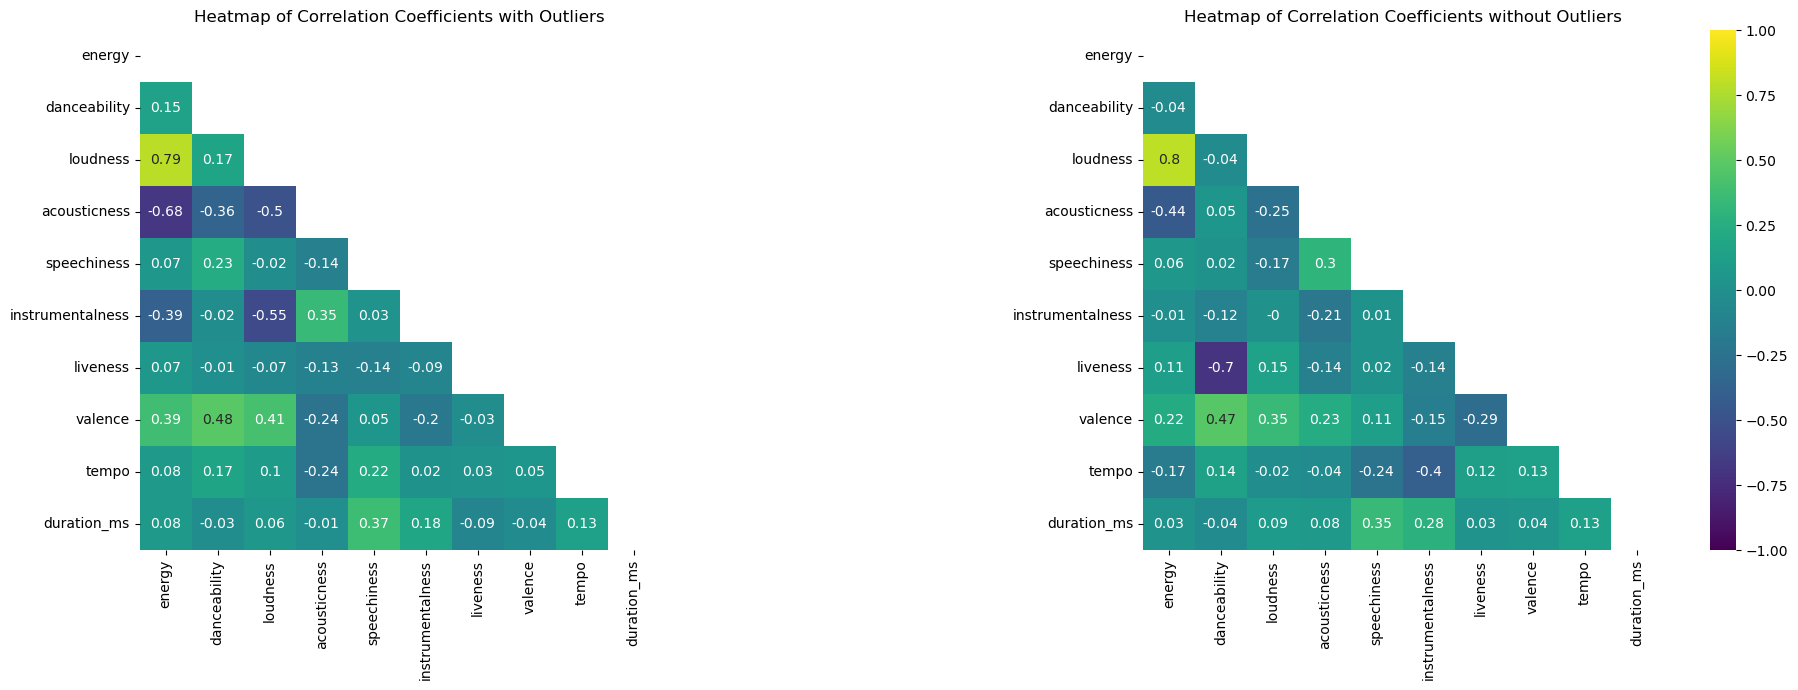 Heatmap of Correlation Coefficients with Outliers
energy
danceability 0.15
loudness 0.79 0.17
acousticness -0.68 -0.36 -0.5
speechiness 0.07 0.23 -0.02 -0.14
instrumentalness -0.39 -0.02 -0.55 0.35 0.03
liveness 0.07 -0.01 -0.07 -0.13 -0.14 -0.09
valence 0.39 0.48 0.41 -0.24 0.05 -0.2 -0.03
tempo 0.08 0.17 0.1 -0.24 0.22 0.02 0.03 0.05
duration_ms 0.08 -0.03 0.06 -0.01 0.37 0.18 -0.09 -0.04 0.13
energy
danceability
loudness
acousticness
speechiness
instrumentalness
liveness
valence
tempo
duration_ms
Heatmap of Correlation Coefficients without Outliers
energy
danceability -0.04
loudness 0.8 -0.04
acousticness -0.44 0.05 -0.25
speechiness 0.06 0.02 -0.17 0.3
instrumentalness -0.01 -0.12 -0 -0.21 0.01
liveness 0.11 -0.7 0.15 -0.14 0.02 -0.14
valence 0.22 0.47 0.35 0.23 0.11 -0.15 -0.29
tempo -0.17 0.14 -0.02 -0.04 -0.24 -0.4 0.12 0.13
duration_ms 0.03 -0.04 0.09 0.08 0.35 0.28 0.03 0.04 0.13
energy
danceability
loudness
acousticness
speechiness
instrumentalness
liveness
valence
tempo
duration_ms
1.00
0.75
0.50
0.25
0.00
−0.25
−0.50
−0.75
−1.00